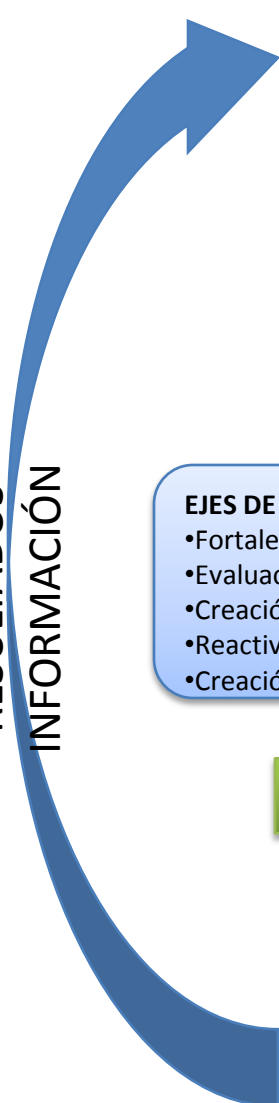 INFORMACIÓN
EJES DE
•Fortale
•Evaluac
•Creació
•Reactiv
•Creació